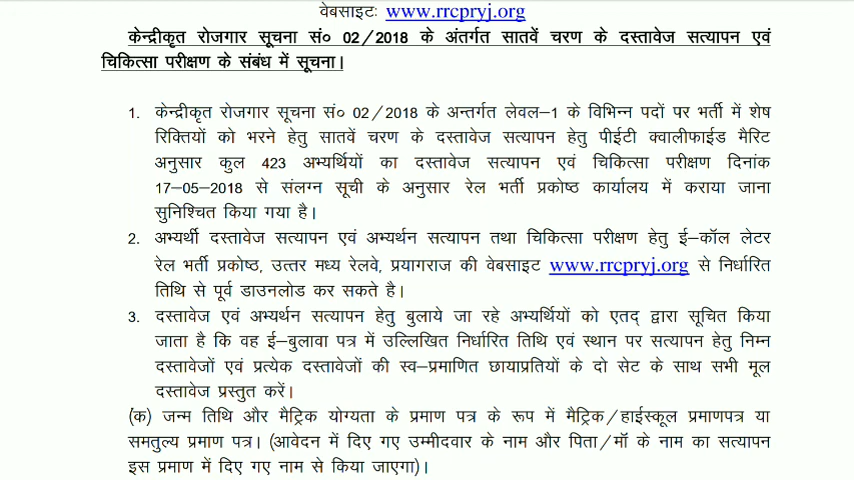 वेबसाइटः www.rrcpryj.org
केन्द्रीकृत रोजगार सूचना सं० 02/2018 के अंतर्गत सातवें चरण के दस्तावेज सत्यापन एवं
चिकित्सा परीक्षण के संबंध में सूचना।
1. केन्द्रीकृत रोजगार सूचना सं० 02/2018 के अन्तर्गत लेवल–1 के विभिन्न पदों पर भर्ती में शेष
रिक्तियों को भरने हेतु सातवें चरण के दस्तावेज सत्यापन हेतु पीईटी क्वालीफाईड मैरिट
अनुसार कुल 423 अभ्यर्थियों का दस्तावेज सत्यापन एवं चिकित्सा परीक्षण दिनांक
17–05–2018 से संलग्न सूची के अनुसार रेल भर्ती प्रकोष्ठ कार्यालय में कराया जाना
सुनिश्चित किया गया है।
2. अभ्यर्थी दस्तावेज सत्यापन एवं अभ्यर्थन सत्यापन तथा चिकित्सा परीक्षण हेतु ई–कॉल लेटर
रेल भर्ती प्रकोष्ठ, उत्तर मध्य रेलवे, प्रयागराज की वेबसाइट www.rrcpryj.org से निर्धारित
तिथि से पूर्व डाउनलोड कर सकते है।
3. दस्तावेज एवं अभ्यर्थन सत्यापन हेतु बुलाये जा रहे अभ्यर्थियों को एतद् द्वारा सूचित किया
जाता है कि वह ई–बुलावा पत्र में उल्लिखित निर्धारित तिथि एवं स्थान पर सत्यापन हेतु निम्न
दस्तावेजों एवं प्रत्येक दस्तावेजों की स्व–प्रमाणित छायाप्रतियों के दो सेट के साथ सभी मूल
दस्तावेज प्रस्तुत करें।
(क) जन्म तिथि और मैट्रिक योग्यता के प्रमाण पत्र के रूप में मैट्रिक/हाईस्कूल प्रमाणपत्र या
समतुल्य प्रमाण पत्र। (आवेदन में दिए गए उम्मीदवार के नाम और पिता/मॉ के नाम का सत्यापन
इस प्रमाण में दिए गए नाम से किया जाएगा)।